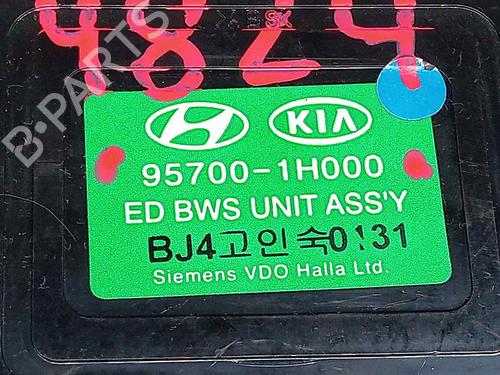 4824
KIA
95700-1H000
ED BWS UNIT ASS'Y
BJ4고인숙0131
Siemens VDO Halla Ltd.
B-PARTS